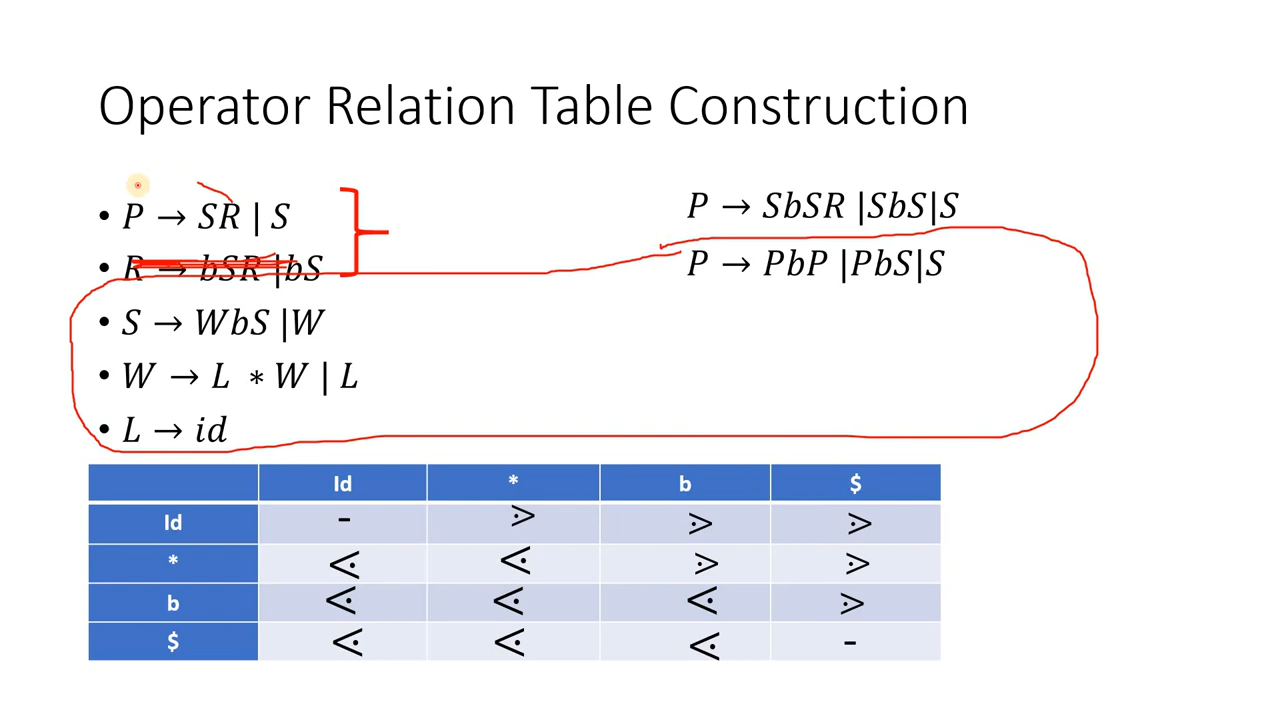 Operator Relation Table Construction
• P → SR | S
• R → bSR |bS
• S → WbS |W
• W → L ∗ W | L
• L → id
P → SbSR |SbS|S
P → PbP |PbS|S
Id * b $
Id - ⋗ ⋗ ⋗
* ⋖ ⋖ ⋗ ⋗
b ⋖ ⋖ ⋖ ⋗
$ ⋖ ⋖ ⋖ -